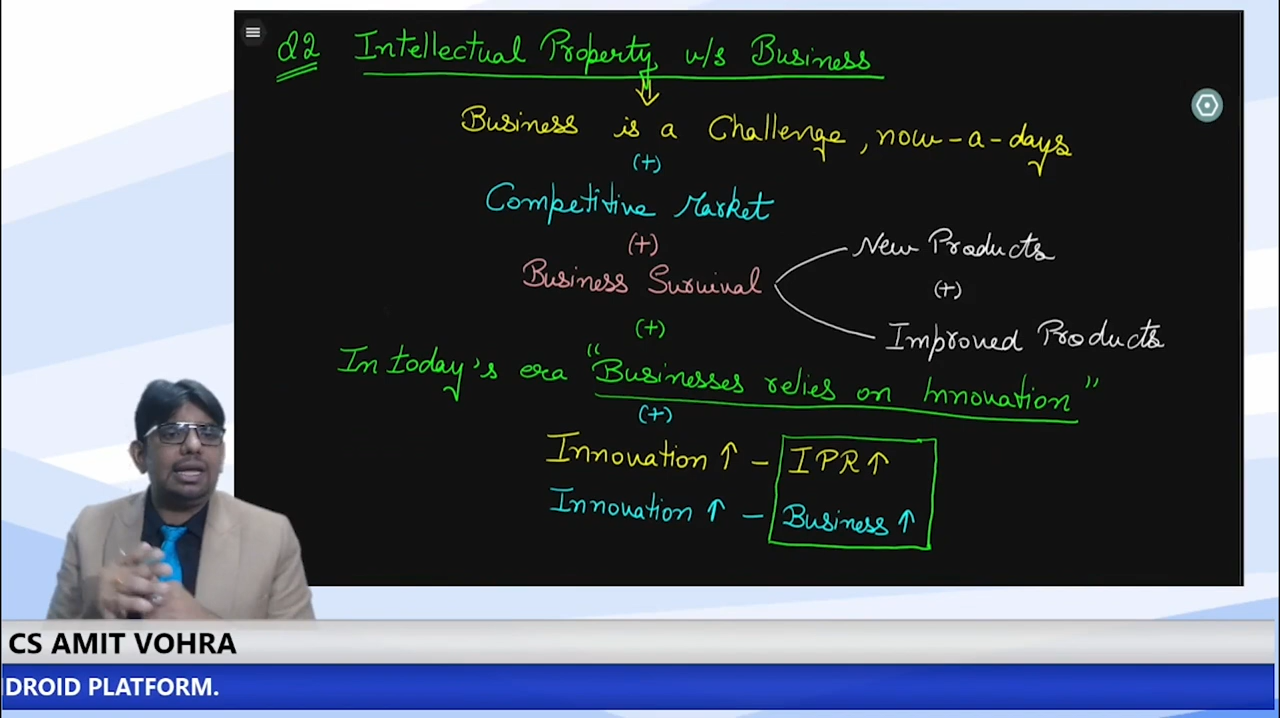 Q2 Intellectual Property v/s Business
Business is a Challenge, now-a-days
(+)
Competitive Market
(+)
Business Survival
New Products
(+)
Improved Products
(+)
In today's era "Businesses relies on Innovation"
(+)
Innovation ↑ - IPR ↑
Innovation ↑ - Business ↑
CS AMIT VOHRA
DROID PLATFORM.